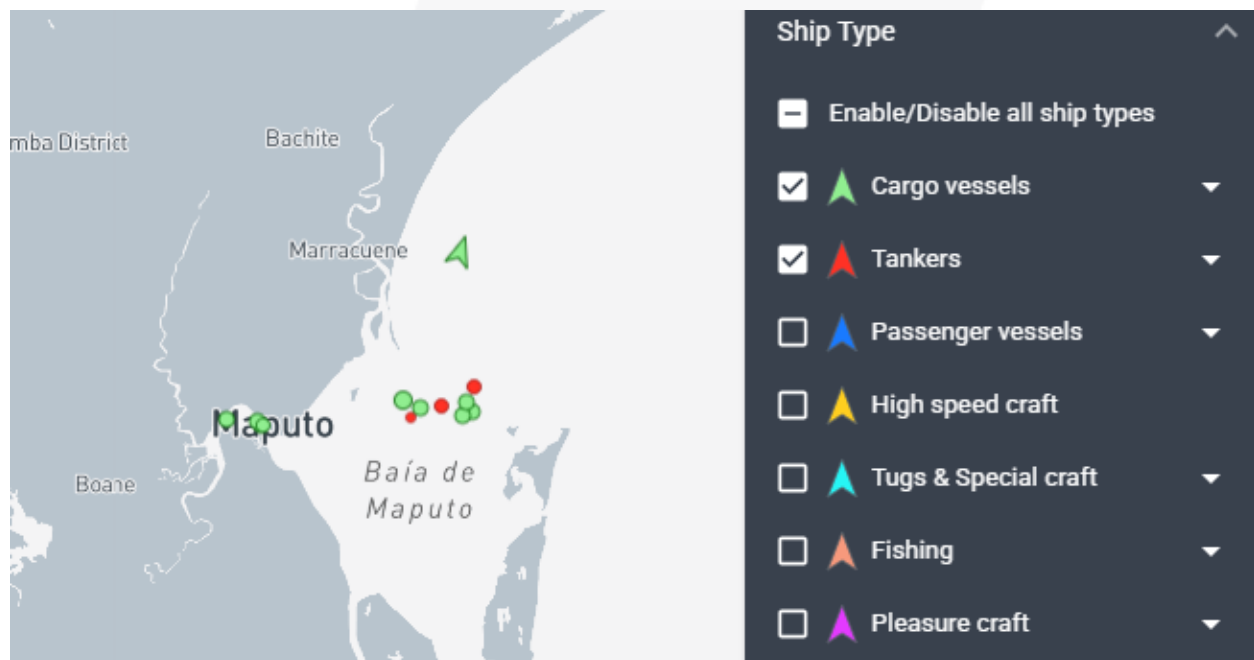 mba District
Bachite
Marracuene
Maputo
Boane
Baía de
Maputo
Ship Type
Enable/Disable all ship types
Cargo vessels
Tankers
Passenger vessels
High speed craft
Tugs & Special craft
Fishing
Pleasure craft